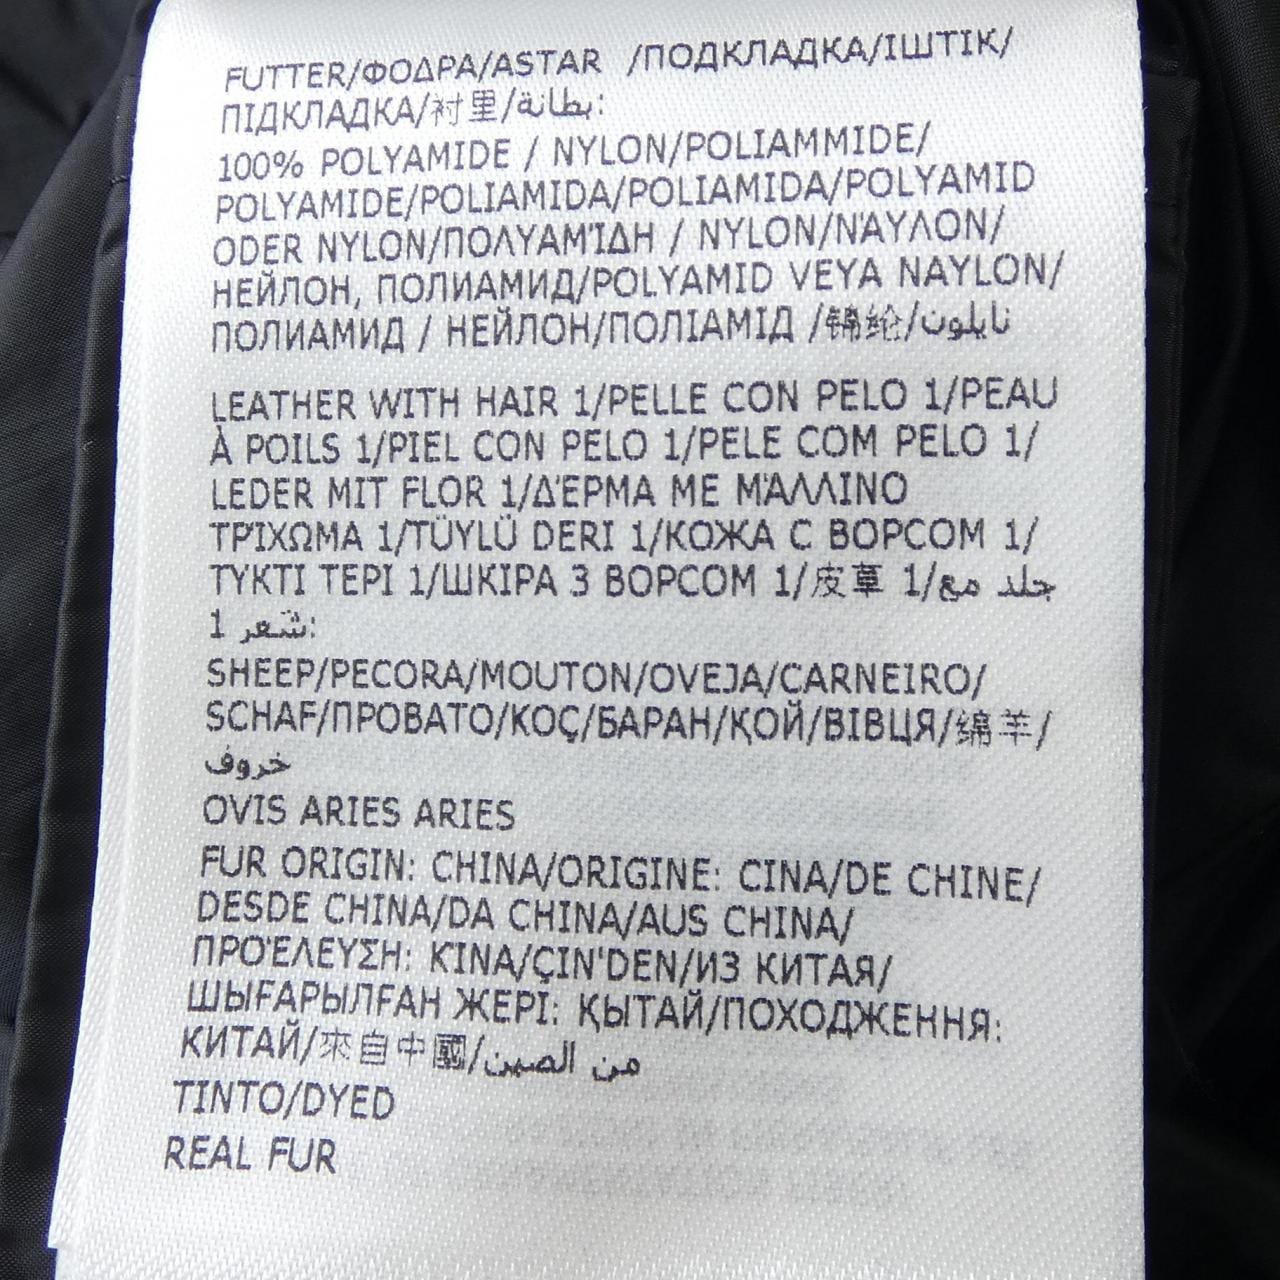 FUTTER/ΦΟΔΡΑ/ASTAR /ПОДКЛАДКА/ІШТІК/
ПІДКЛАДКА/衬里/بطانة:
100% POLYAMIDE / NYLON/POLIAMMIDE/
POLYAMIDE/POLIAMIDA/POLIAMIDA/POLYAMID
ODER NYLON/ΠΟΛΥΑΜΊΔΗ / NYLON/ΝΆΥΛΟΝ/
НЕЙЛОН, ПОЛИАМИД/POLYAMID VEYA NAYLON/
ПОЛИАМИД / НЕЙЛОН/ПОЛІАМІД /锦纶/نايلون
LEATHER WITH HAIR 1/PELLE CON PELO 1/PEAU
À POILS 1/PIEL CON PELO 1/PELE COM PELO 1/
LEDER MIT FLOR 1/ΔΈΡΜΑ ΜΕ ΜΆΛΛΙΝΟ
ΤΡΊΧΩΜΑ 1/TÜYLÜ DERI 1/КОЖА С ВОРСОМ 1/
ТҮКТІ ТЕРІ 1/ШКІРА З ВОРСОМ 1/皮草 1/جلد مع
شعر 1:
SHEEP/PECORA/MOUTON/OVEJA/CARNEIRO/
SCHAF/ΠΡΟΒΑΤΟ/KOÇ/БАРАН/ҚОЙ/ВІВЦЯ/绵羊/
خروف
OVIS ARIES ARIES
FUR ORIGIN: CHINA/ORIGINE: CINA/DE CHINE/
DESDE CHINA/DA CHINA/AUS CHINA/
ΠΡΟΈΛΕΥΣΗ: ΚΊΝΑ/ÇIN'DEN/ИЗ КИТАЯ/
ШЫҒАРЫЛҒАН ЖЕРІ: ҚЫТАЙ/ПОХОДЖЕННЯ:
КИТАЙ/來自中國/من الصين
TINTO/DYED
REAL FUR